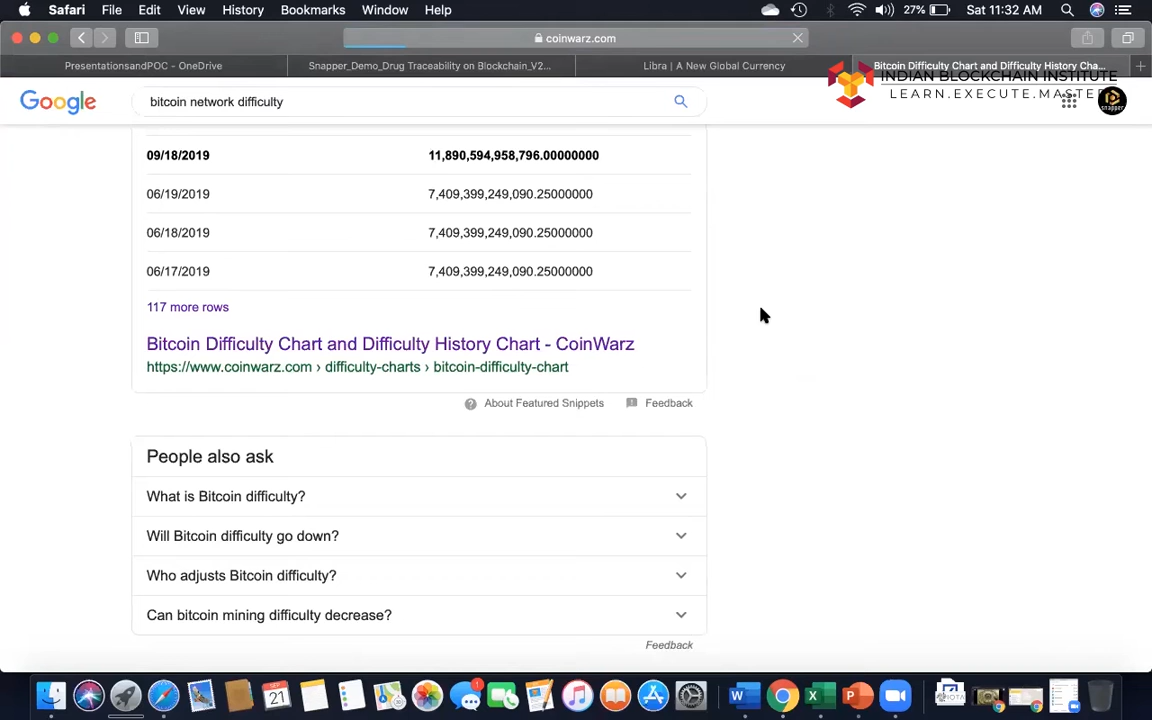 Safari File Edit View History Bookmarks Window Help 27% Sat 11:32 AM
coinwarz.com
PresentationsandPOC - OneDrive Snapper_Demo_Drug Traceability on Blockchain_V2... Libra | A New Global Currency Bitcoin Difficulty Chart and Difficulty History Cha...
INDIAN BLOCKCHAIN INSTITUTE
LEARN.EXECUTE.MASTER
Google bitcoin network difficulty
09/18/2019 11,890,594,958,796.00000000
06/19/2019 7,409,399,249,090.25000000
06/18/2019 7,409,399,249,090.25000000
06/17/2019 7,409,399,249,090.25000000
117 more rows
Bitcoin Difficulty Chart and Difficulty History Chart - CoinWarz
https://www.coinwarz.com › difficulty-charts › bitcoin-difficulty-chart
About Featured Snippets Feedback
People also ask
What is Bitcoin difficulty?
Will Bitcoin difficulty go down?
Who adjusts Bitcoin difficulty?
Can bitcoin mining difficulty decrease?
Feedback
SEP
21
1